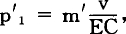 p′₁ = m′ v/EC,